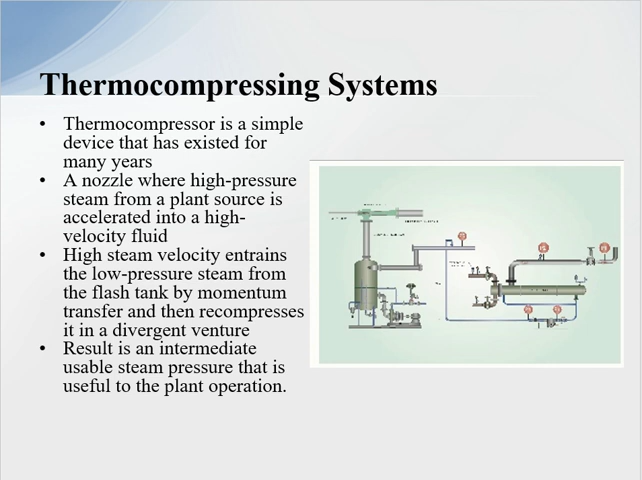 Thermocompressing Systems
• Thermocompressor is a simple
device that has existed for
many years
• A nozzle where high-pressure
steam from a plant source is
accelerated into a high-
velocity fluid
• High steam velocity entrains
the low-pressure steam from
the flash tank by momentum
transfer and then recompresses
it in a divergent venture
• Result is an intermediate
usable steam pressure that is
useful to the plant operation.